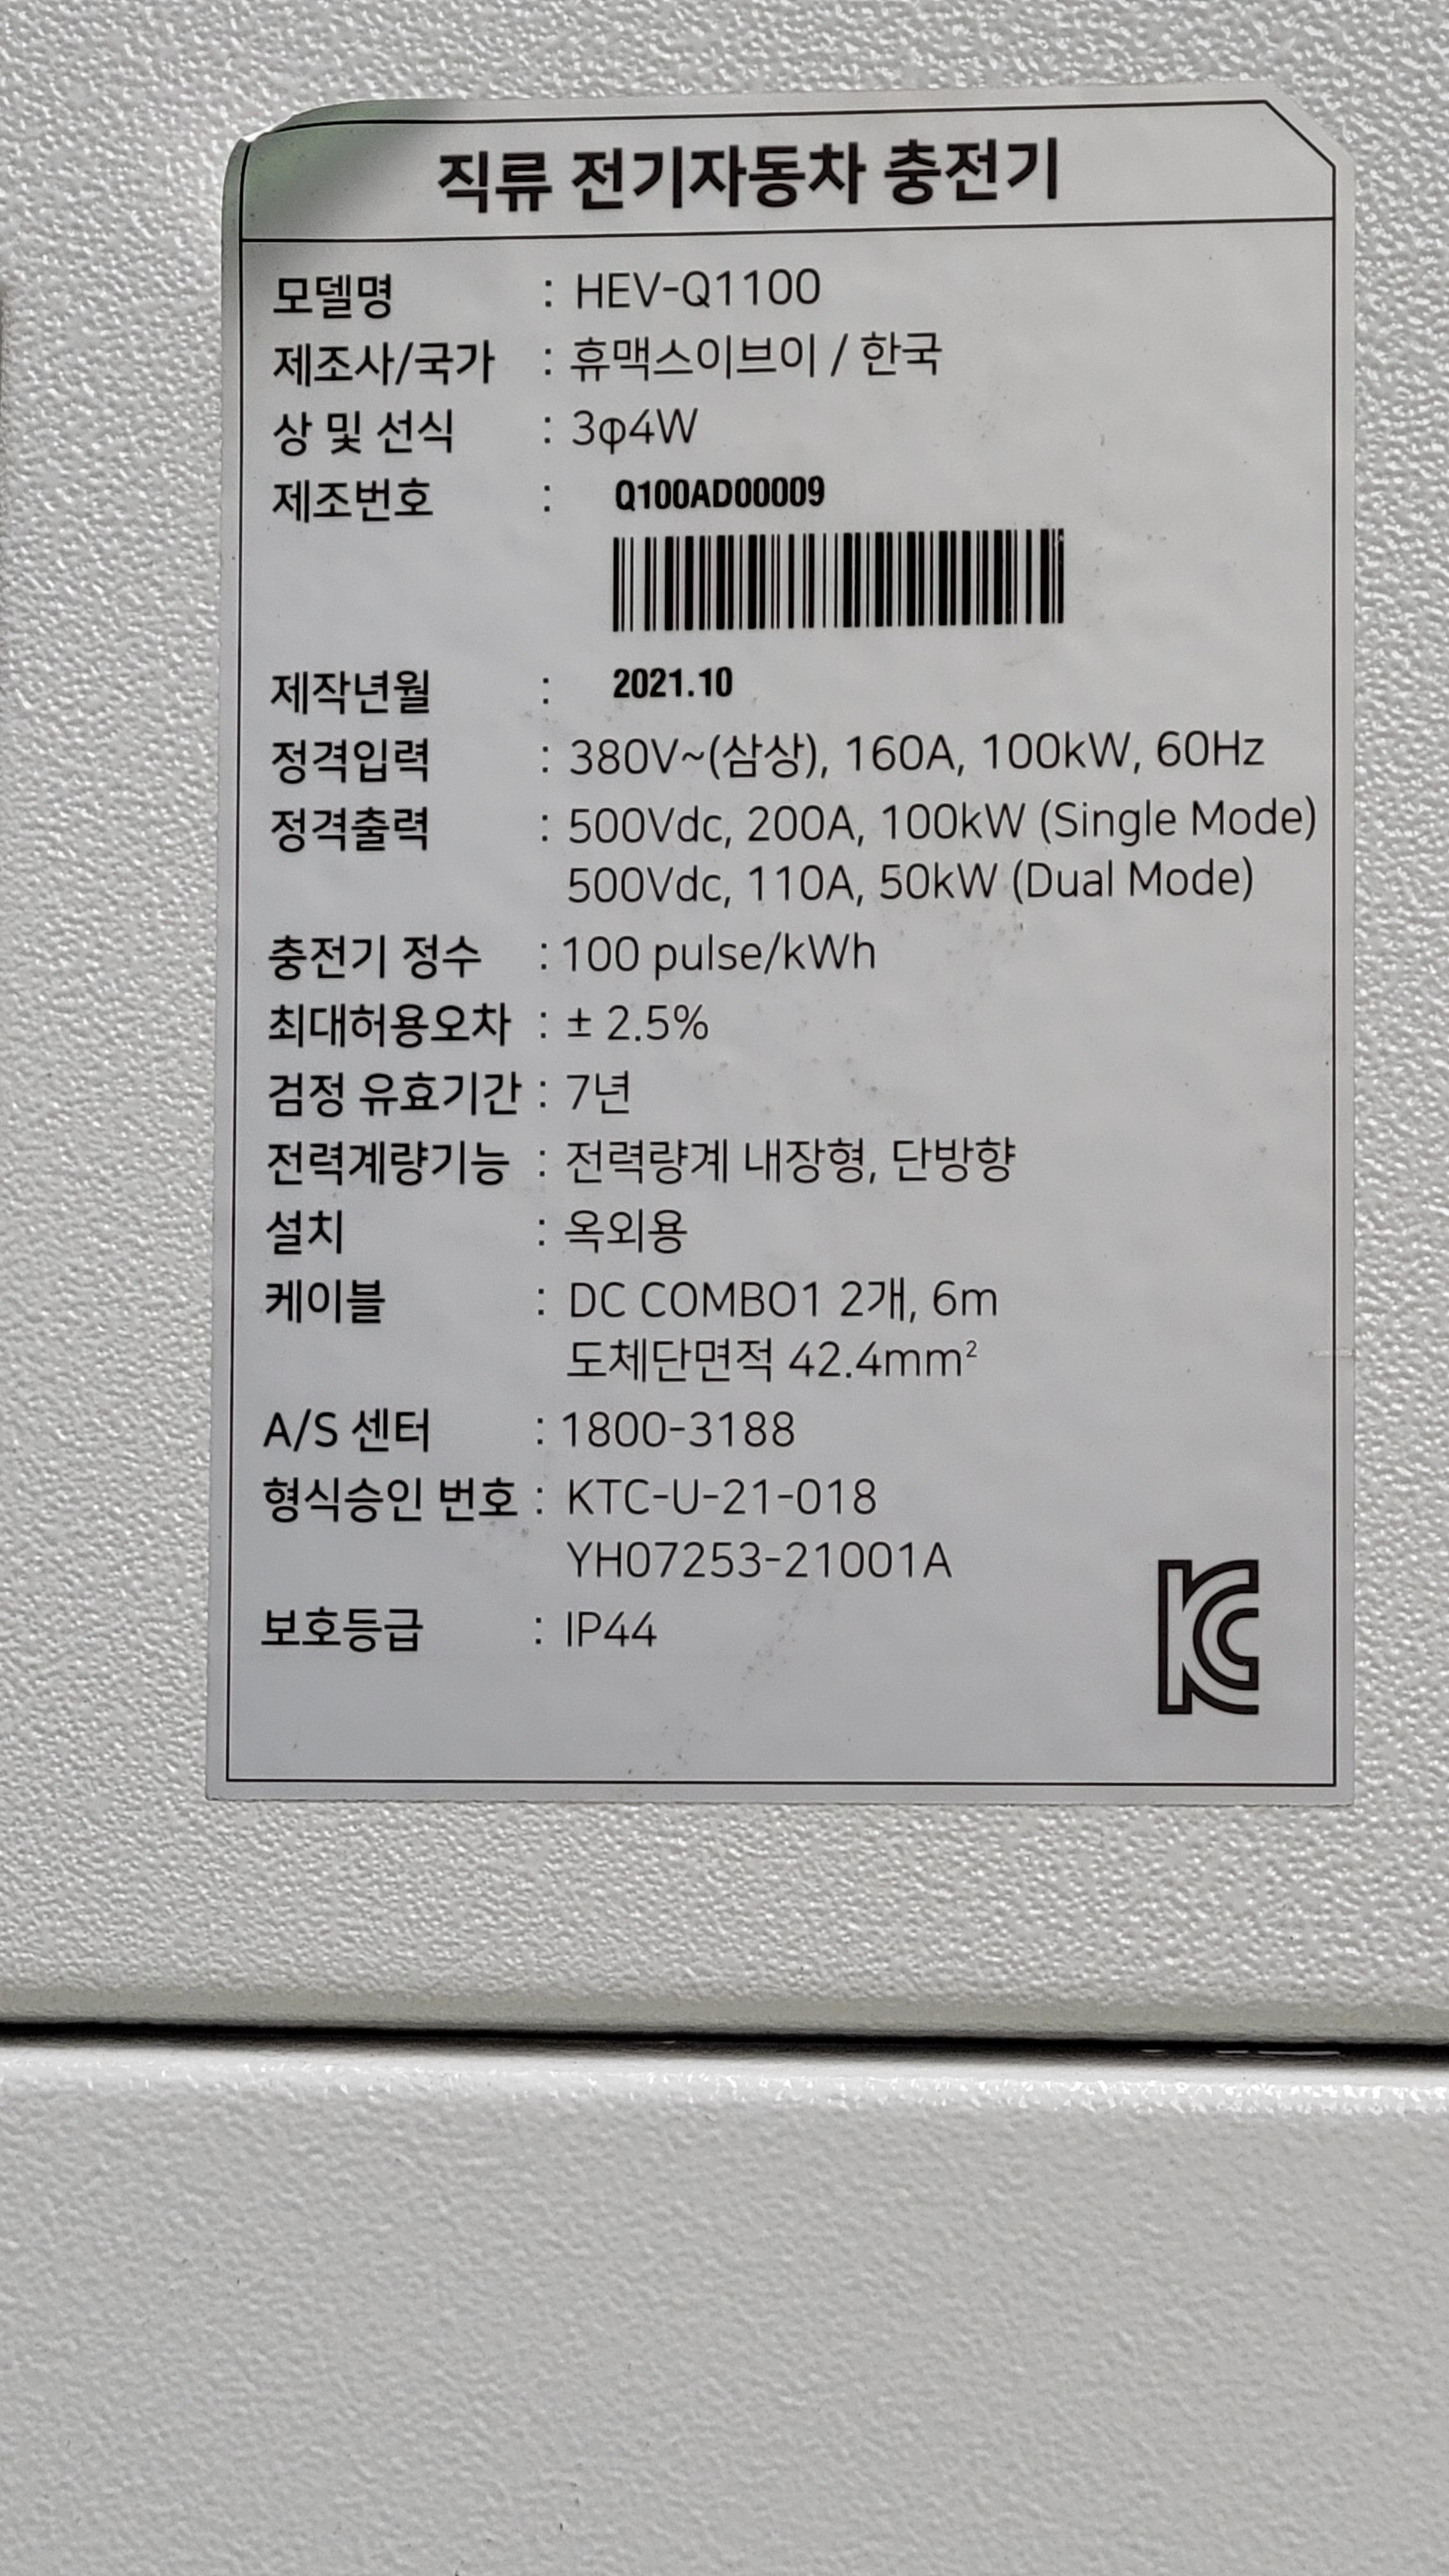 직류 전기자동차 충전기
모델명 : HEV-Q1100
제조사/국가 : 휴맥스이브이 / 한국
상 및 선식 : 3φ4W
제조번호 : Q100AD00009
제작년월 : 2021.10
정격입력 : 380V~(삼상), 160A, 100kW, 60Hz
정격출력 : 500Vdc, 200A, 100kW (Single Mode)
500Vdc, 110A, 50kW (Dual Mode)
충전기 정수 : 100 pulse/kWh
최대허용오차 : ± 2.5%
검정 유효기간 : 7년
전력계량기능 : 전력량계 내장형, 단방향
설치 : 옥외용
케이블 : DC COMBO1 2개, 6m
도체단면적 42.4mm²
A/S 센터 : 1800-3188
형식승인 번호 : KTC-U-21-018
YH07253-21001A
보호등급 : IP44
KC